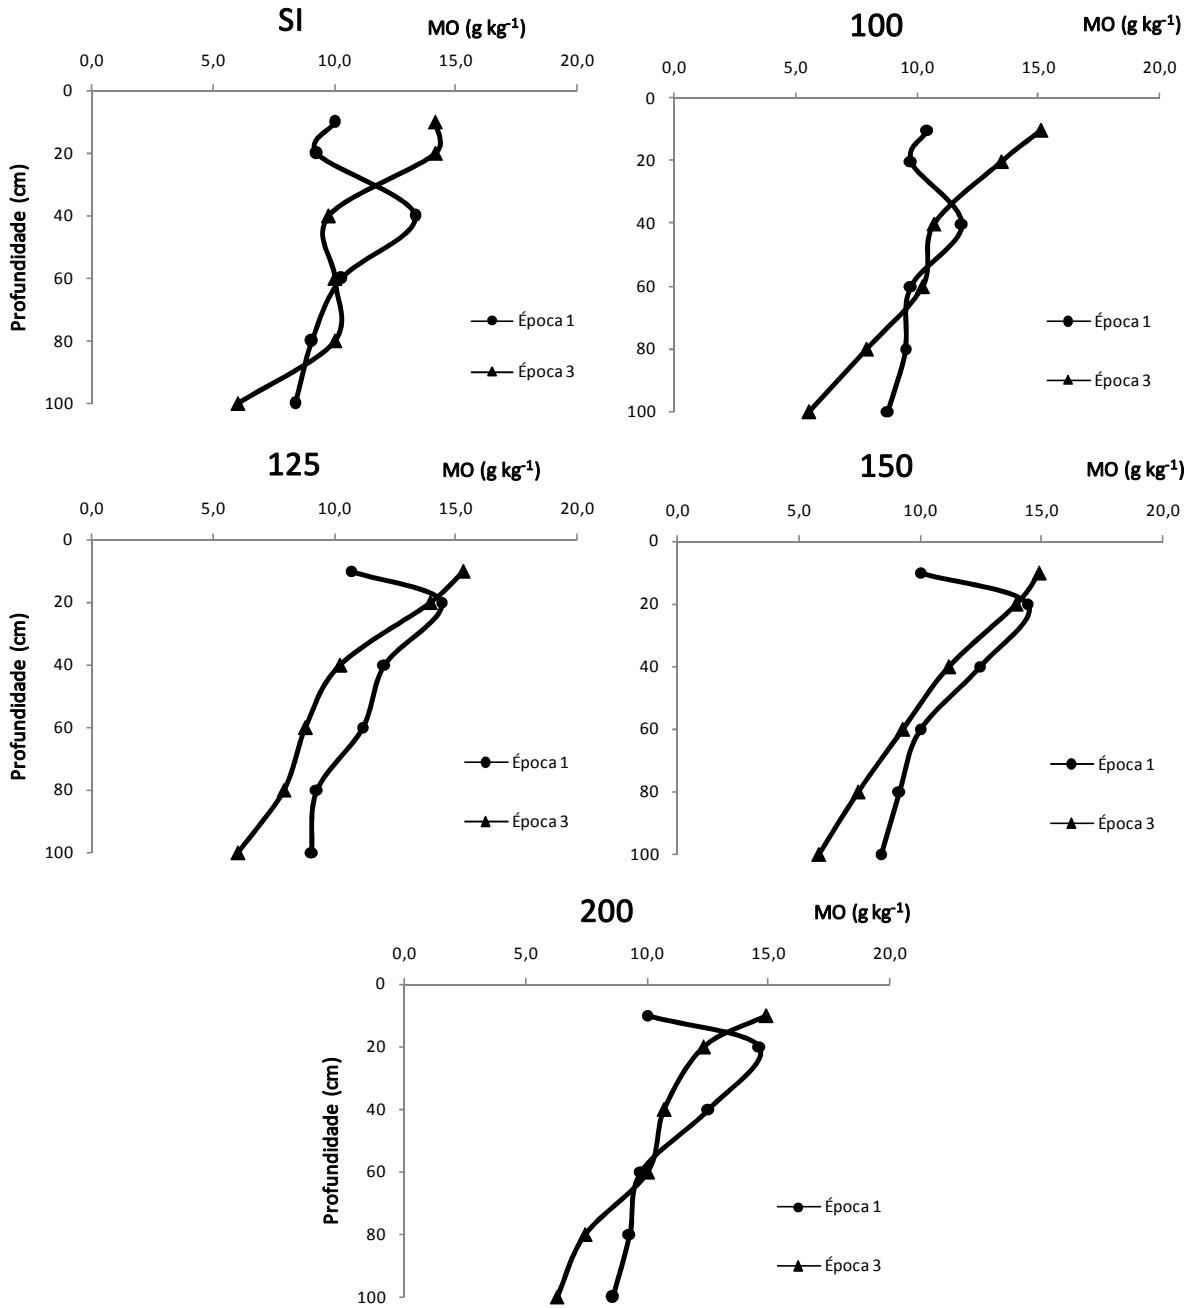 SI MO (g kg⁻¹)
0,0 5,0 10,0 15,0 20,0
0
20
40
60
80
100
Profundidade (cm)
Época 1
Época 3
100 MO (g kg⁻¹)
0,0 5,0 10,0 15,0 20,0
0
20
40
60
80
100
Época 1
Época 3
125 MO (g kg⁻¹)
0,0 5,0 10,0 15,0 20,0
0
20
40
60
80
100
Profundidade (cm)
Época 1
Época 3
150 MO (g kg⁻¹)
0,0 5,0 10,0 15,0 20,0
0
20
40
60
80
100
Época 1
Época 3
200 MO (g kg⁻¹)
0,0 5,0 10,0 15,0 20,0
0
20
40
60
80
100
Profundidade (cm)
Época 1
Época 3